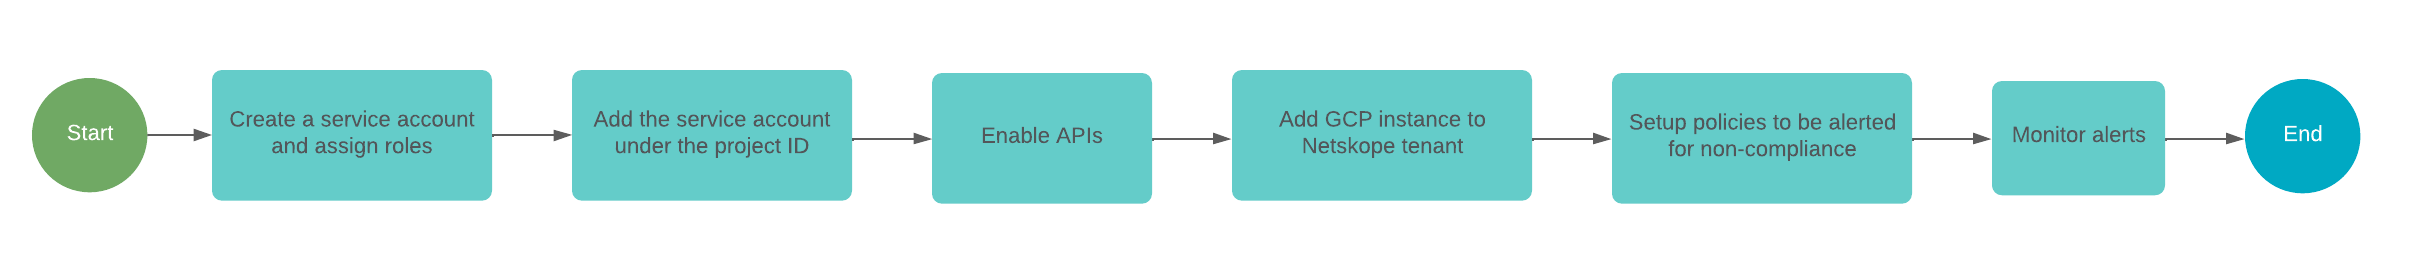 Start
Create a service account
and assign roles
Add the service account
under the project ID
Enable APIs
Add GCP instance to
Netskope tenant
Setup policies to be alerted
for non-compliance
Monitor alerts
End